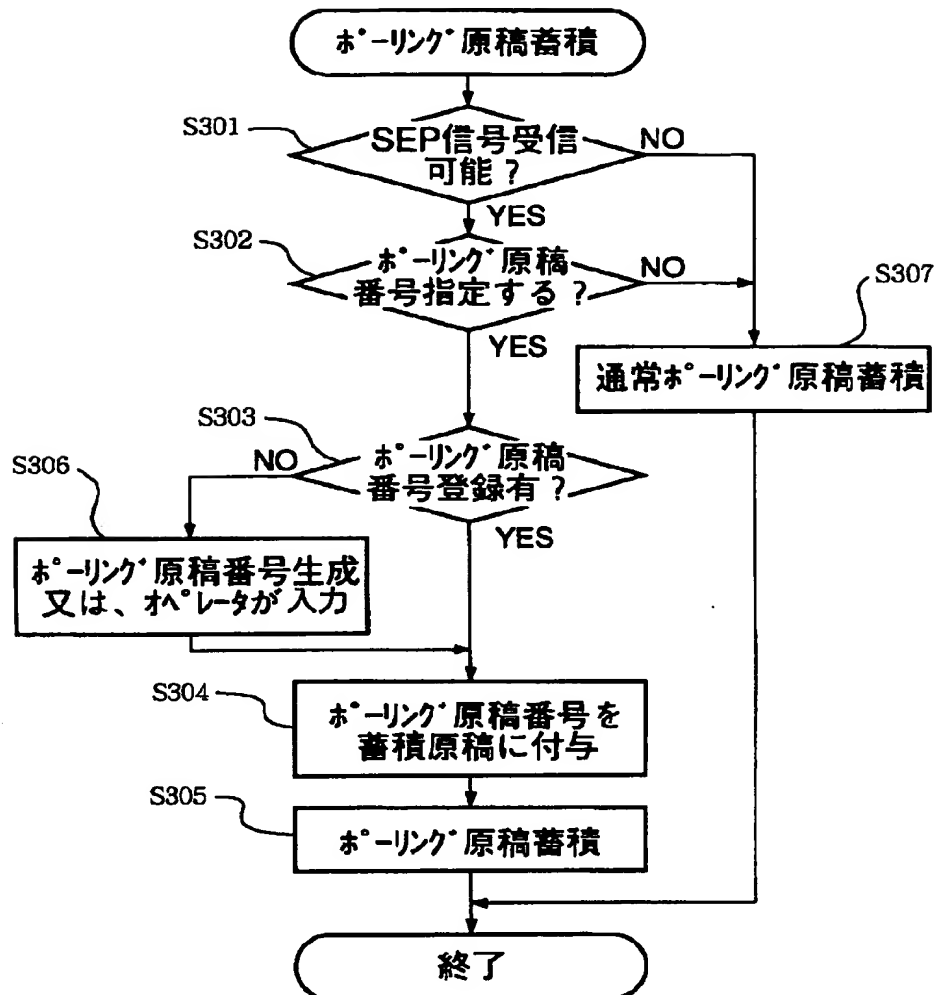 ﾎﾟｰﾘﾝｸﾞ原稿蓄積
S301
SEP信号受信
可能？
NO
YES
S302
ﾎﾟｰﾘﾝｸﾞ原稿
番号指定する？
NO
YES
S307
通常ﾎﾟｰﾘﾝｸﾞ原稿蓄積
S303
ﾎﾟｰﾘﾝｸﾞ原稿
番号登録有？
NO
YES
S306
ﾎﾟｰﾘﾝｸﾞ原稿番号生成
又は、ｵﾍﾟﾚｰﾀが入力
S304
ﾎﾟｰﾘﾝｸﾞ原稿番号を
蓄積原稿に付与
S305
ﾎﾟｰﾘﾝｸﾞ原稿蓄積
終了